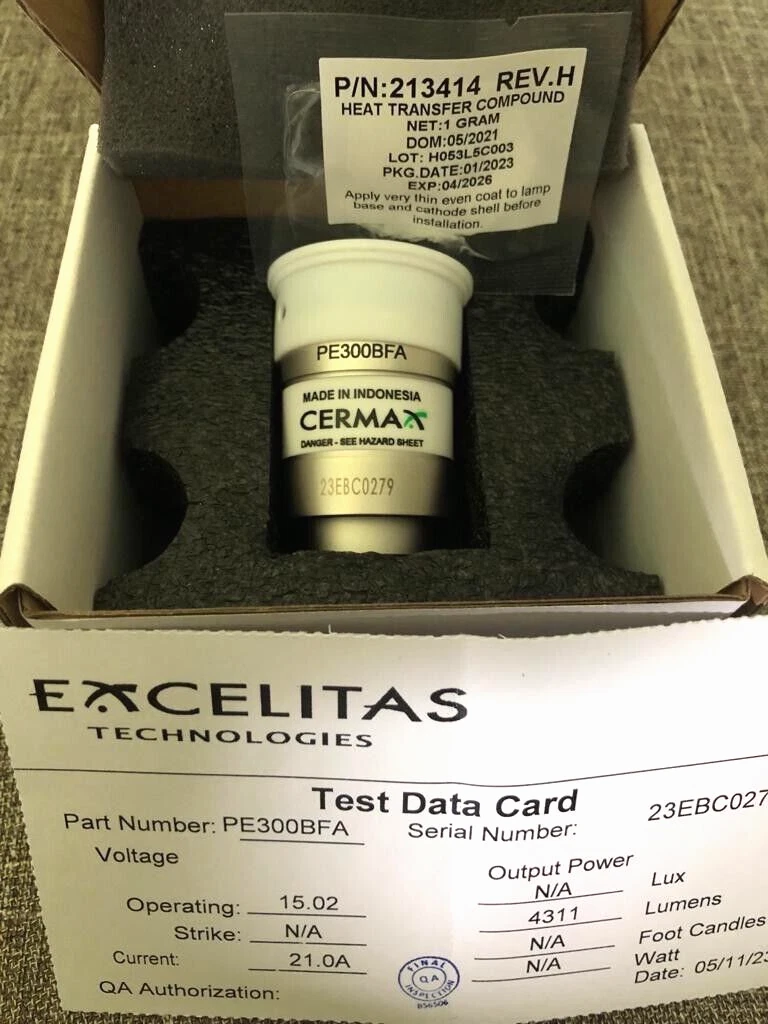 P/N:213414 REV.H
HEAT TRANSFER COMPOUND
NET:1 GRAM
DOM:05/2021
LOT: H053L5C003
PKG.DATE:01/2023
EXP:04/2026
Apply very thin even coat to lamp
base and cathode shell before
installation.
PE300BFA
MADE IN INDONESIA
CERMAX
DANGER - SEE HAZARD SHEET
23EBC0279
EXCELITAS
TECHNOLOGIES
Test Data Card
Part Number: PE300BFA Serial Number: 23EBC027
Voltage
Output Power
Operating: 15.02
Strike: N/A
Current: 21.0A
N/A Lux
4311 Lumens
N/A Foot Candles
N/A Watt
QA Authorization:
FINAL
QA
INSPECTION
856506
Date: 05/11/23